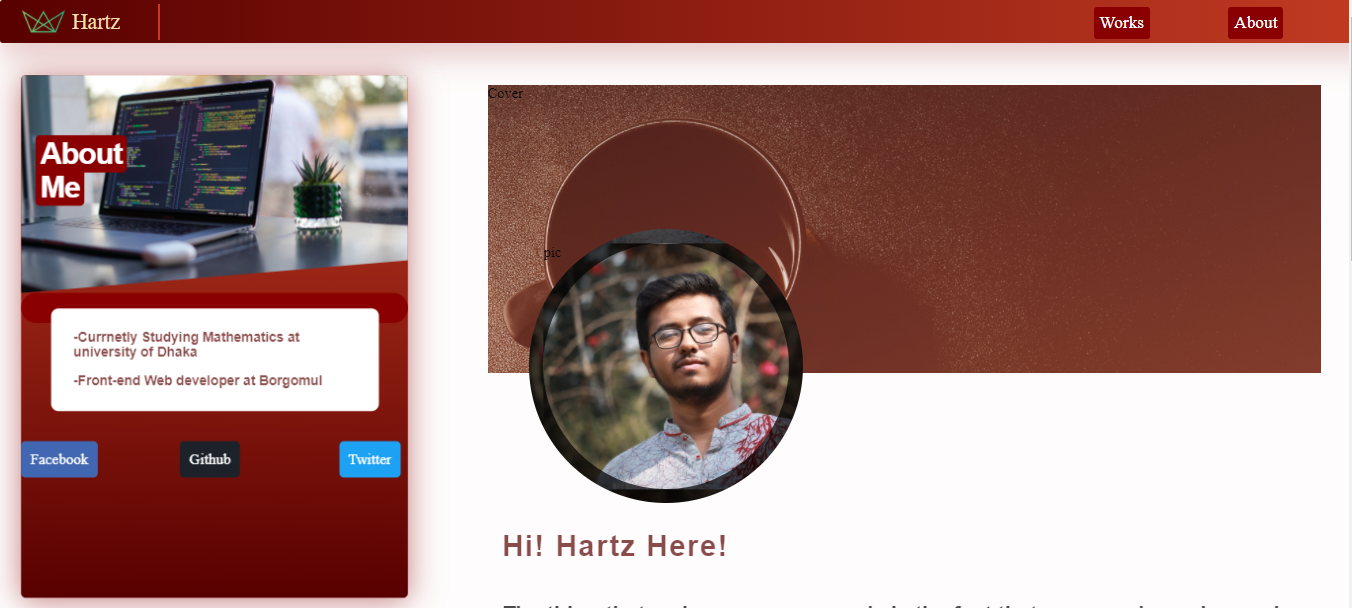 Hartz
Works
About
About
Me
-Currnetly Studying Mathematics at
university of Dhaka
-Front-end Web developer at Borgomul
Facebook
Github
Twitter
Cover
pic
Hi! Hartz Here!